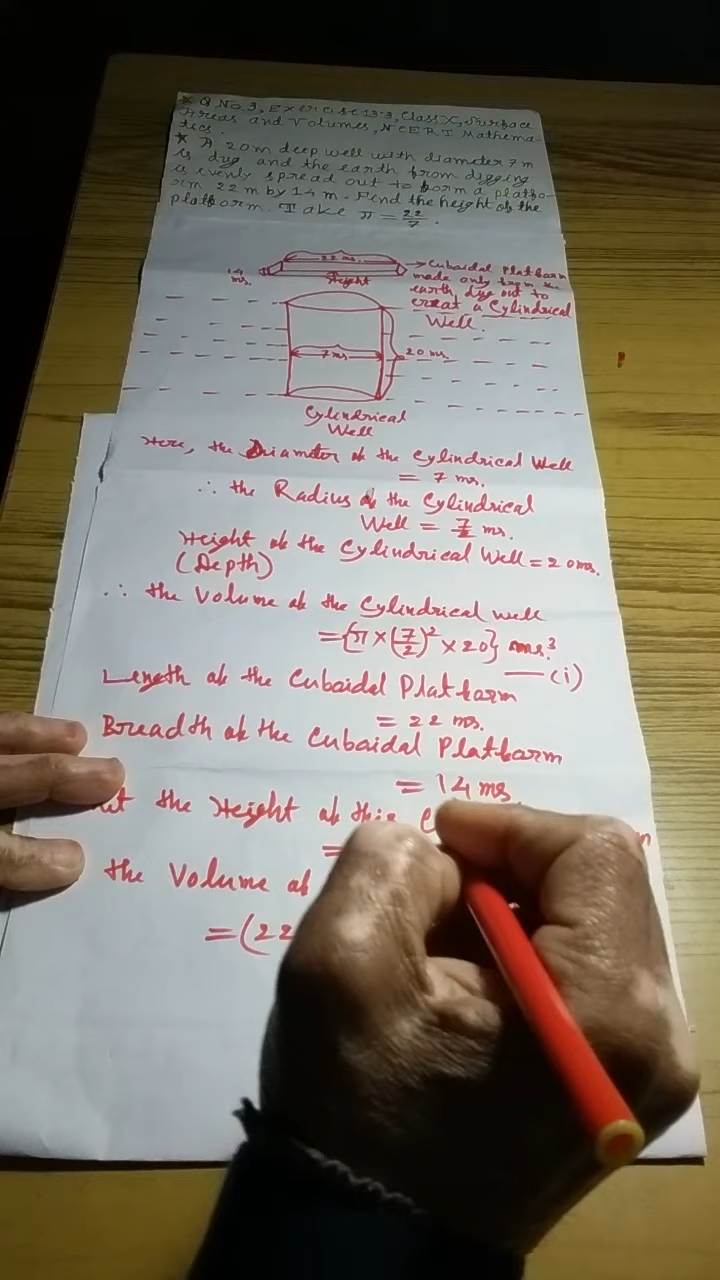 * Q No.3, Exercise 13.3, Class X, Surface
Areas and Volumes, NCERT Mathema-
tics.
* A 20m deep well with diameter 7m
is dug and the earth from digging
is evenly spread out to form a platfo-
rm 22 m by 14 m. Find the height of the
platform. Take π = 22/7.
22 ms.
14
ms.
Height
→ Cuboidal Platform
made only from the
earth dug out to
creat a Cylindrical
Well.
7 ms.
20 ms.
Cylindrical
Well
Here, the Diameter of the Cylindrical Well
= 7 ms.
∴ the Radius of the Cylindrical
Well = 7/2 ms.
Height of the Cylindrical Well = 20ms.
(Depth)
∴ the Volume of the Cylindrical well
= {π × (7/2)² × 20} ms.³
—(i)
Length of the Cuboidal Platform
= 22 ms.
Breadth of the Cuboidal Platform
= 14 ms
the Height of this
=
the Volume of
= (22